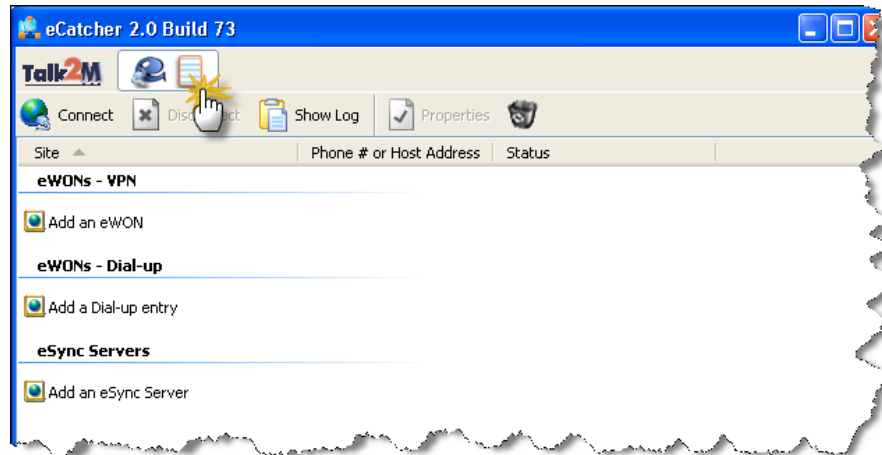 eCatcher 2.0 Build 73
Talk2M
Connect Disconnect Show Log Properties
Site Phone # or Host Address Status
eWONs - VPN
Add an eWON
eWONs - Dial-up
Add a Dial-up entry
eSync Servers
Add an eSync Server